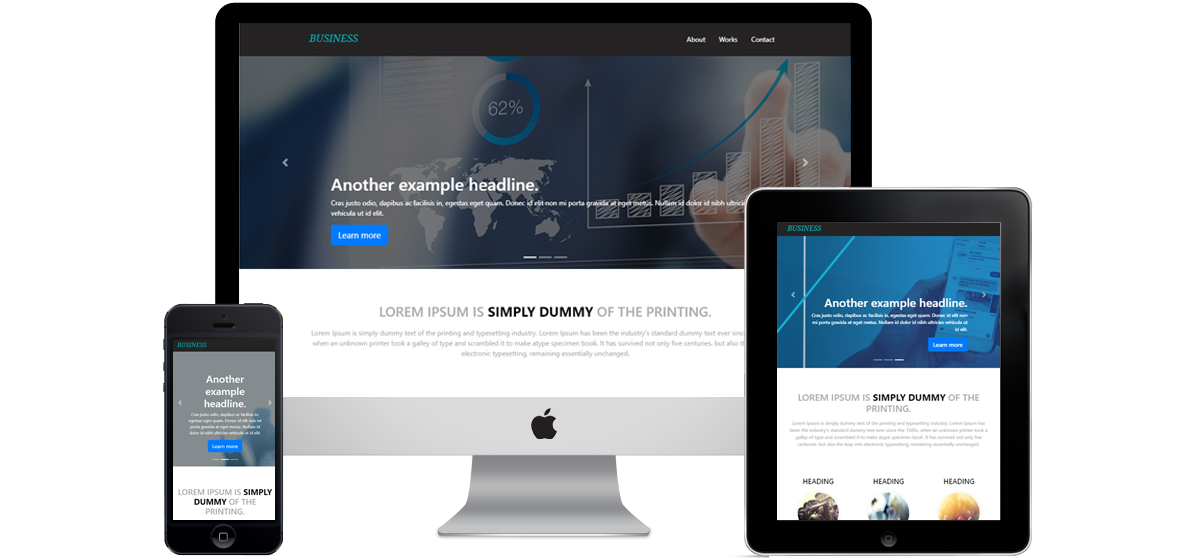 BUSINESS
About Works Contact
62%
Another example headline.
Cras justo odio, dapibus ac facilisis in, egestas eget quam. Donec id elit non mi porta gravida at eget metus. Nullam id dolor id nibh ultricies
vehicula ut id elit.
Learn more
LOREM IPSUM IS SIMPLY DUMMY OF THE PRINTING.
Lorem Ipsum is simply dummy text of the printing and typesetting industry. Lorem Ipsum has been the industry's standard dummy text ever sinc
when an unknown printer took a galley of type and scrambled it to make atype specimen book. It has survived not only five centuries, but also th
electronic typesetting, remaining essentially unchanged.
BUSINESS
Another
example
headline.
Cras justo odio, dapibus ac facilisis in,
egestas eget quam. Donec id elit non mi
porta gravida at eget metus. Nullam id
dolor id nibh ultricies vehicula ut id elit.
Learn more
LOREM IPSUM IS SIMPLY
DUMMY OF THE
PRINTING.
BUSINESS
Another example headline.
Cras justo odio, dapibus ac facilisis in, egestas eget quam. Donec id elit non
mi porta gravida at eget metus. Nullam id dolor id nibh ultricies vehicula ut id
elit.
Learn more
LOREM IPSUM IS SIMPLY DUMMY OF THE
PRINTING.
Lorem Ipsum is simply dummy text of the printing and typesetting industry. Lorem Ipsum has
been the industry's standard dummy text ever since the 1500s, when an unknown printer took a
galley of type and scrambled it to make atype specimen book. It has survived not only five
centuries, but also the leap into electronic typesetting, remaining essentially unchanged.
HEADING HEADING HEADING